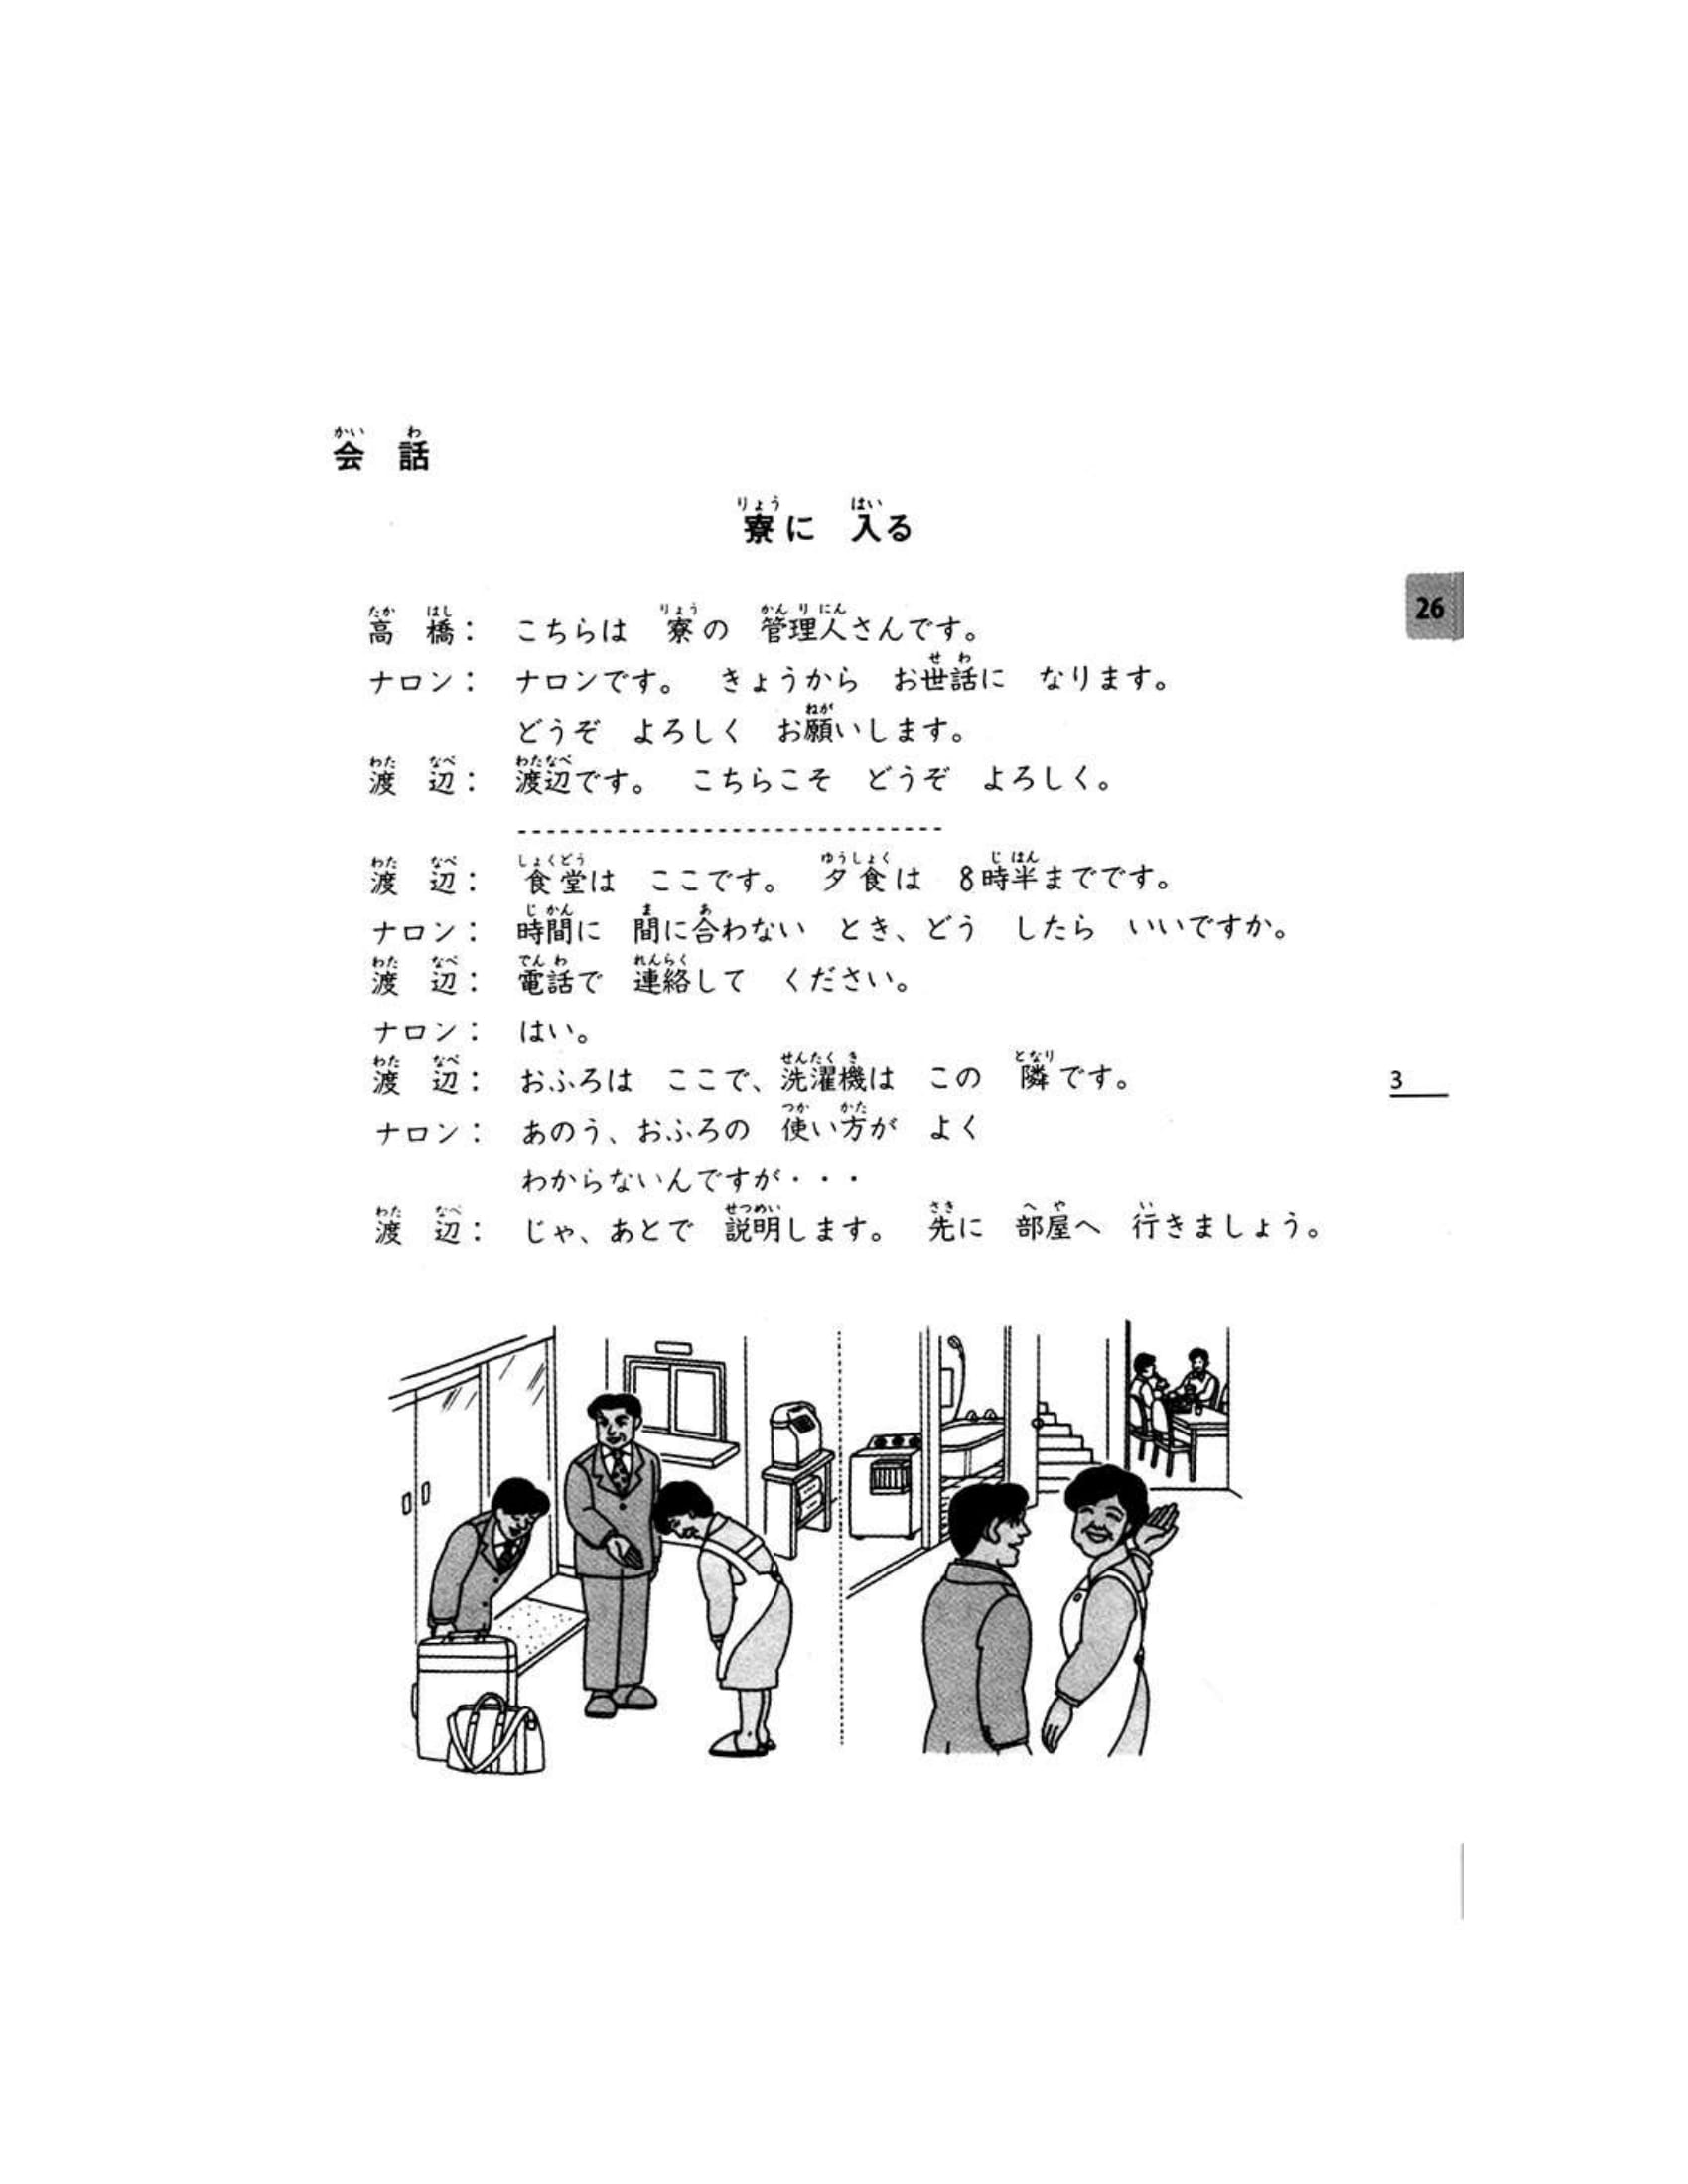 会話
寮に 入る
26
高橋： こちらは 寮の 管理人さんです。
ナロン： ナロンです。 きょうから お世話に なります。
どうぞ よろしく お願いします。
渡辺： 渡辺です。 こちらこそ どうぞ よろしく。
渡辺： 食堂は ここです。 夕食は 8時半までです。
ナロン： 時間に 間に合わない とき、どう したら いいですか。
渡辺： 電話で 連絡して ください。
ナロン： はい。
渡辺： おふろは ここで、洗濯機は この 隣です。
3
ナロン： あのう、おふろの 使い方が よく
わからないんですが・・・
渡辺： じゃ、あとで 説明します。 先に 部屋へ 行きましょう。